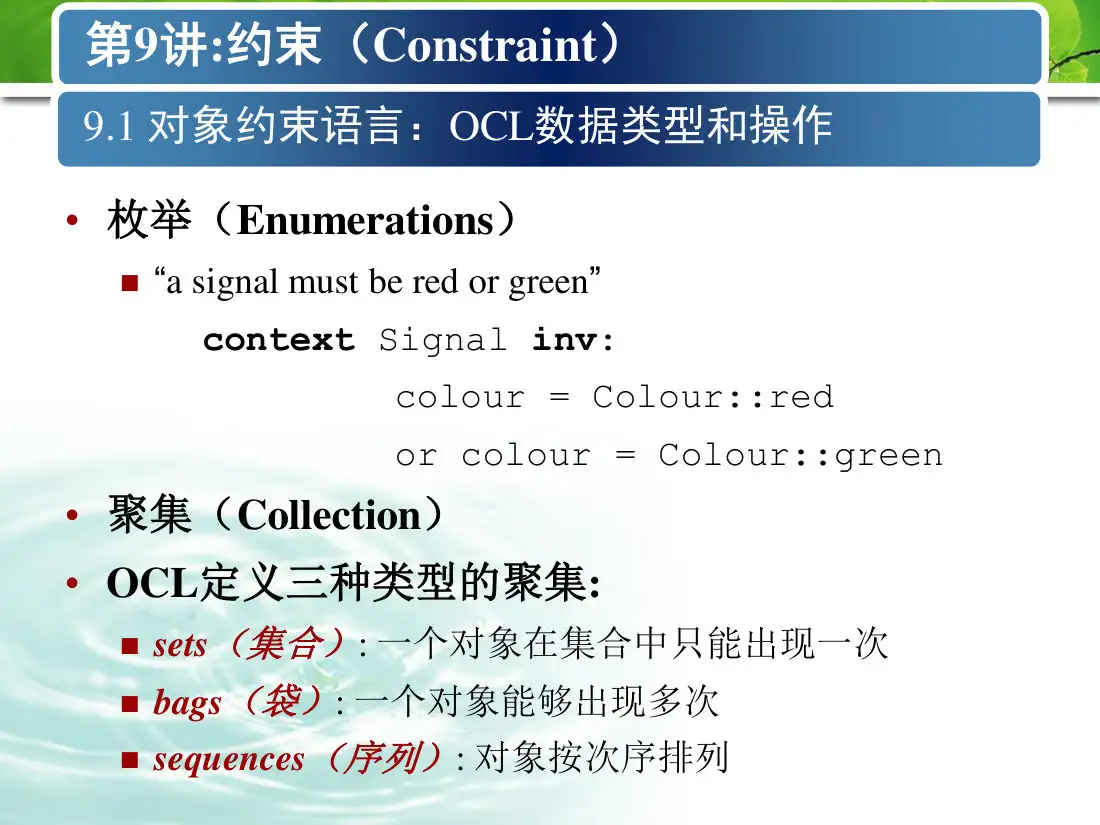 第9讲:约束（Constraint）
9.1 对象约束语言：OCL数据类型和操作
• 枚举（Enumerations）
■ “a signal must be red or green”
context Signal inv:
colour = Colour::red
or colour = Colour::green
• 聚集（Collection）
• OCL定义三种类型的聚集:
■ sets（集合）: 一个对象在集合中只能出现一次
■ bags（袋）: 一个对象能够出现多次
■ sequences（序列）: 对象按次序排列